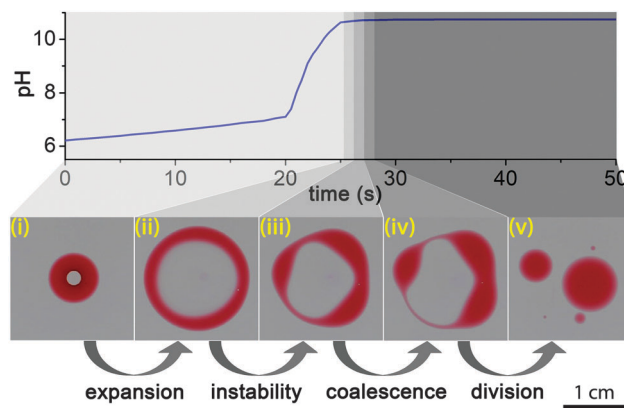 pH
10
8
6
0 10 20 30 40 50
time (s)
(i) (ii) (iii) (iv) (v)
expansion instability coalescence division
1 cm